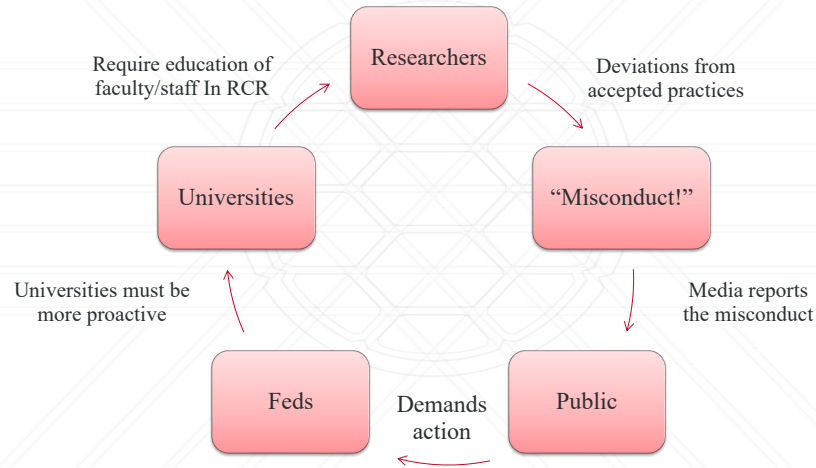 Researchers
Deviations from
accepted practices
“Misconduct!”
Media reports
the misconduct
Public
Demands
action
Feds
Universities must be
more proactive
Universities
Require education of
faculty/staff In RCR